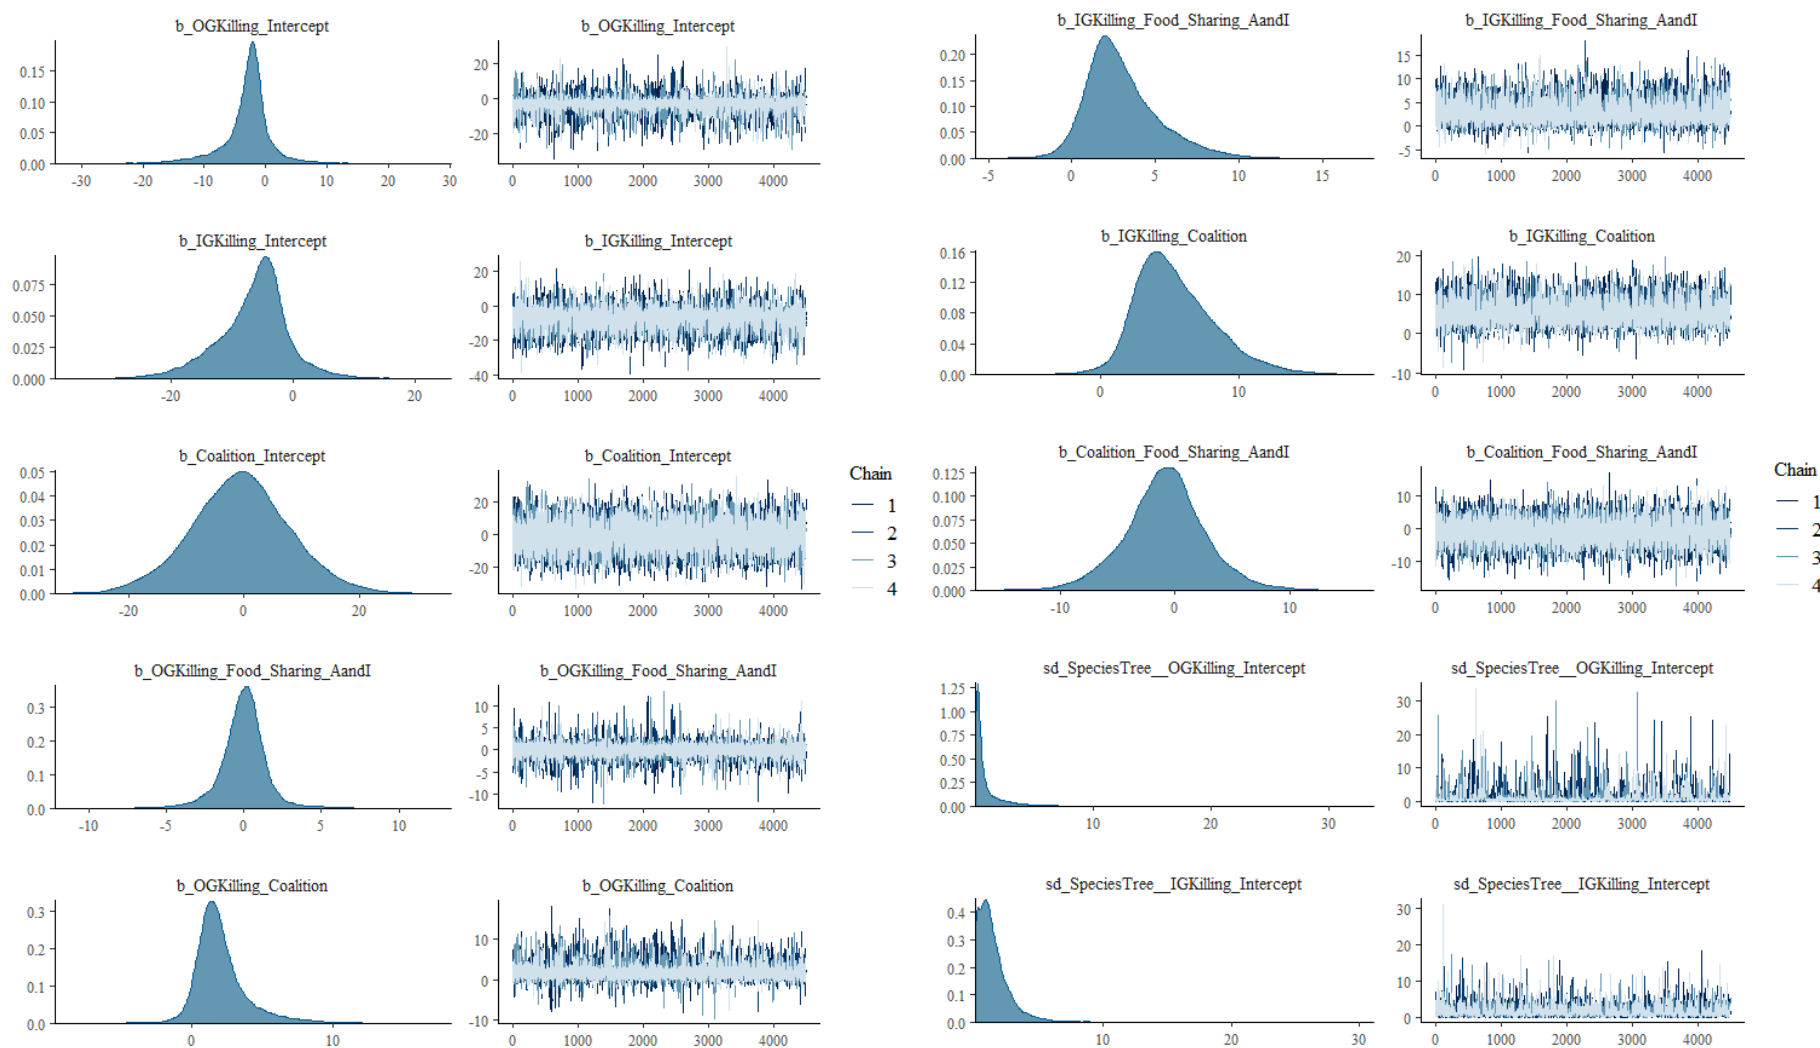 b_OGKilling_Intercept
0.15
0.10
0.05
0.00
-30 -20 -10 0 10 20 30
b_OGKilling_Intercept
20
0
-20
0 1000 2000 3000 4000
b_IGKilling_Food_Sharing_AandI
0.20
0.15
0.10
0.05
0.00
-5 0 5 10 15
b_IGKilling_Food_Sharing_AandI
15
10
5
0
-5
0 1000 2000 3000 4000
b_IGKilling_Intercept
0.075
0.050
0.025
0.000
-20 0 20
b_IGKilling_Intercept
20
0
-20
-40
0 1000 2000 3000 4000
b_IGKilling_Coalition
0.16
0.12
0.08
0.04
0.00
0 10
b_IGKilling_Coalition
20
10
0
-10
0 1000 2000 3000 4000
b_Coalition_Intercept
0.05
0.04
0.03
0.02
0.01
0.00
-20 0 20
b_Coalition_Intercept
20
0
-20
0 1000 2000 3000 4000
Chain
1
2
3
4
b_Coalition_Food_Sharing_AandI
0.125
0.100
0.075
0.050
0.025
0.000
-10 0 10
b_Coalition_Food_Sharing_AandI
10
0
-10
0 1000 2000 3000 4000
Chain
1
2
3
4
b_OGKilling_Food_Sharing_AandI
0.3
0.2
0.1
0.0
-10 -5 0 5 10
b_OGKilling_Food_Sharing_AandI
10
5
0
-5
-10
0 1000 2000 3000 4000
sd_SpeciesTree__OGKilling_Intercept
1.25
1.00
0.75
0.50
0.25
0.00
10 20 30
sd_SpeciesTree__OGKilling_Intercept
30
20
10
0
0 1000 2000 3000 4000
b_OGKilling_Coalition
0.3
0.2
0.1
0.0
0 10
b_OGKilling_Coalition
10
0
-10
0 1000 2000 3000 4000
sd_SpeciesTree__IGKilling_Intercept
0.4
0.3
0.2
0.1
0.0
10 20 30
sd_SpeciesTree__IGKilling_Intercept
30
20
10
0
0 1000 2000 3000 4000